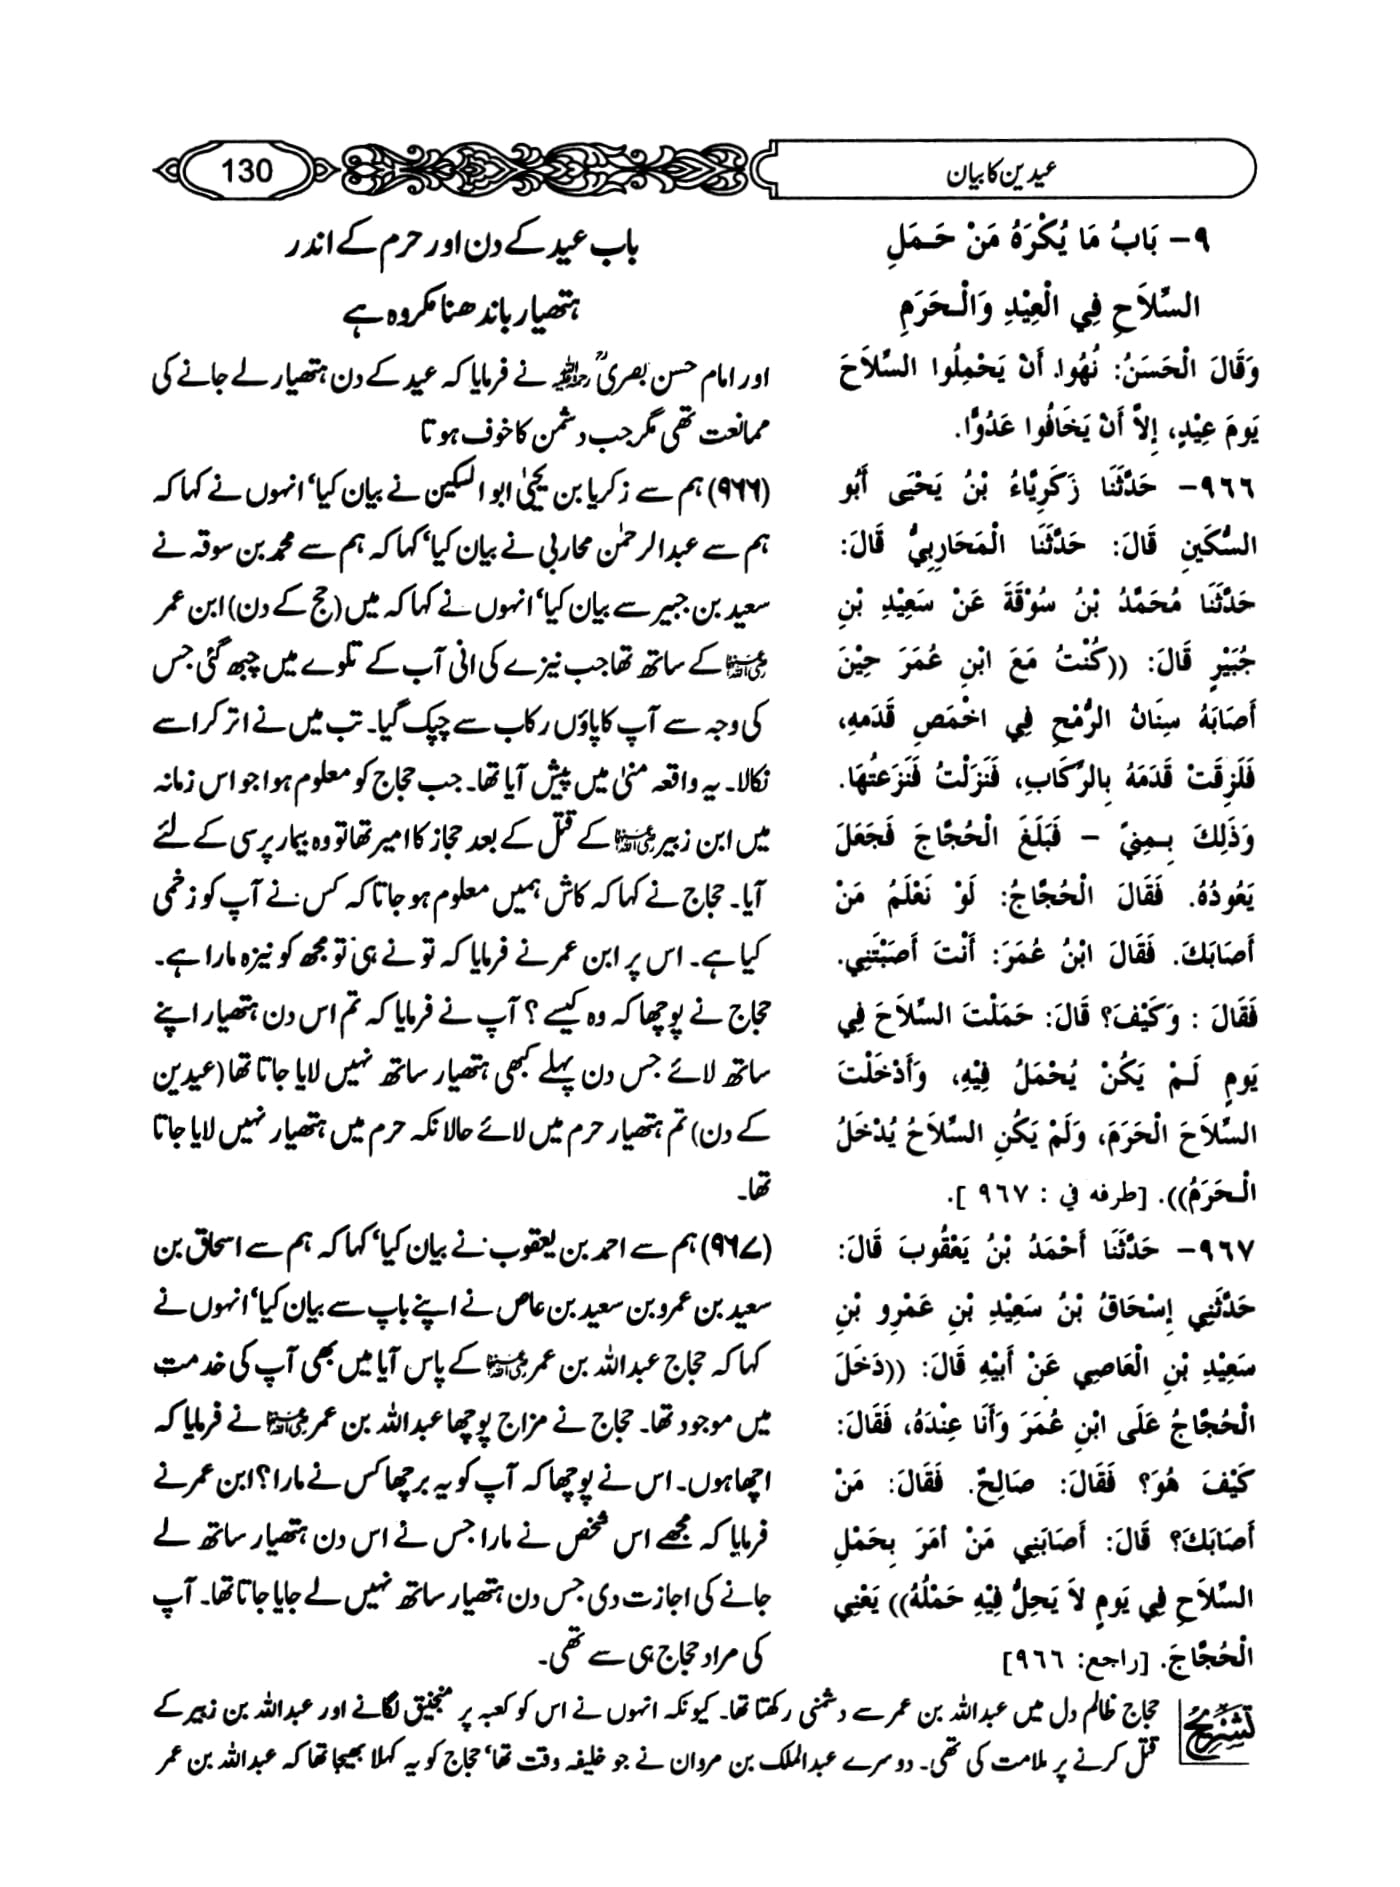 عیدین کا بیان
130
٩- بَابُ مَا يُكْرَهُ مَنْ حَمَلِ
السِّلاَحِ فِي الْعِيْدِ وَالْحَرَمِ
وَقَالَ الْحَسَنُ: نُهُوا أَنْ يَحْمِلُوا السِّلاَحَ
يَومَ عِيْدٍ، إِلاَّ أَنْ يَخَافُوا عَدُوًّا.
٩٦٦- حَدَّثَنَا زَكَرِيَّاءُ بْنُ يَحْيَى أَبُو
السُّكَينِ قَالَ: حَدَّثَنَا الْمَحَاربِيُّ قَالَ:
حَدَّثَنَا مُحَمَّدُ بْنُ سُوْقَةَ عَنْ سَعِيْدِ بْنِ
جُبَيْرٍ قَالَ: ((كُنْتُ مَعَ ابْنِ عُمَرَ حِيْنَ
أَصَابَهُ سِنَانُ الرُّمْحِ فِي اخْمَصِ قَدَمهِ،
فَلَزِقَتْ قَدَمَهُ بِالرِّكَابِ، فَنَزَلْتُ فَنَزَعتُهَا.
وَذَلِكَ بِمِنىً - فَبَلَغَ الْحُجَّاجَ فَجَعَلَ
يَعُودُهُ. فَقَالَ الْحُجَّاجُ: لَوْ نَعْلَمُ مَنْ
أَصَابَكَ. فَقَالَ ابْنُ عُمَرَ: أَنْتَ أَصَبْتَنِي.
فَقَالَ : وَكَيْفَ؟ قَالَ: حَمَلْتَ السِّلاَحَ فِي
يَومٍ لَمْ يَكُنْ يُحْمَلُ فِيْهِ، وَأَدْخَلْتَ
السِّلاَحَ الْحَرَمَ، وَلَمْ يَكُنِ السِّلاَحُ يُدْخَلُ
الْحَرَمُ)). [طرفه في : ٩٦٧].
٩٦٧- حَدَّثَنَا أَحْمَدُ بْنُ يَعْقُوبَ قَالَ:
حَدَّثَنِي إِسْحَاقُ بْنُ سَعِيْدِ بْنِ عَمْرِو بْنِ
سَعِيْدِ بْنِ الْعَاصِي عَنْ أَبِيْهِ قَالَ: ((دَخَلَ
الْحُجَّاجُ عَلَى ابْنِ عُمَرَ وَأَنَا عِنْدَهُ، فَقَالَ:
كَيْفَ هُوَ؟ فَقَالَ: صَالِحٌ. فَقَالَ: مَنْ
أَصَابَكَ؟ قَالَ: أَصَابَنِي مَنْ أمَرَ بِحَمْلِ
السِّلاَحِ فِي يَومٍ لاَ يَحِلُّ فِيْهِ حَمْلُهُ)) يَعْنِي
الْحُجَّاجَ. [راجع: ٩٦٦]
باب عید کے دن اور حرم کے اندر
ہتھیار باندھنا مکروہ ہے
اور امام حسن بصریؒ رحمہ اللہ نے فرمایا کہ عید کے دن ہتھیار لے جانے کی
ممانعت تھی مگر جب دشمن کا خوف ہوتا
(۹۶۶) ہم سے زکریا بن یحییٰ ابوالسکین نے بیان کیا، انہوں نے کہا کہ
ہم سے عبدالرحمٰن محاربی نے بیان کیا، کہا کہ ہم سے محمد بن سوقہ نے
سعید بن جبیر سے بیان کیا، انہوں نے کہا کہ میں (حج کے دن) ابن عمر
رضی اللہ عنہما کے ساتھ تھا جب نیزے کی انی آپ کے تلوے میں چبھ گئی جس
کی وجہ سے آپ کا پاؤں رکاب سے چپک گیا۔ تب میں نے اتر کر اسے
نکالا۔ یہ واقعہ منیٰ میں پیش آیا تھا۔ جب حجاج کو معلوم ہوا جو اس زمانہ
میں ابن زبیر رضی اللہ عنہما کے قتل کے بعد حجاز کا امیر تھا تو وہ بیمار پرسی کے لئے
آیا۔ حجاج نے کہا کہ کاش ہمیں معلوم ہو جاتا کہ کس نے آپ کو زخمی
کیا ہے۔ اس پر ابن عمر نے فرمایا کہ تو نے ہی تو مجھ کو نیزہ مارا ہے۔
حجاج نے پوچھا کہ وہ کیسے؟ آپ نے فرمایا کہ تم اس دن ہتھیار اپنے
ساتھ لائے جس دن پہلے کبھی ہتھیار ساتھ نہیں لایا جاتا تھا (عیدین
کے دن) تم ہتھیار حرم میں لائے حالانکہ حرم میں ہتھیار نہیں لایا جاتا
تھا۔
(۹۶۷) ہم سے احمد بن یعقوب نے بیان کیا، کہا کہ ہم سے اسحاق بن
سعید بن عمرو بن سعید بن عاص نے اپنے باپ سے بیان کیا، انہوں نے
کہا کہ حجاج عبداللہ بن عمر رضی اللہ عنہما کے پاس آیا میں بھی آپ کی خدمت
میں موجود تھا۔ حجاج نے مزاج پوچھا عبداللہ بن عمر رضی اللہ عنہما نے فرمایا کہ
اچھا ہوں۔ اس نے پوچھا کہ آپ کو یہ برچھا کس نے مارا؟ ابن عمر نے
فرمایا کہ مجھے اس شخص نے مارا جس نے اس دن ہتھیار ساتھ لے
جانے کی اجازت دی جس دن ہتھیار ساتھ نہیں لے جایا جاتا تھا۔ آپ
کی مراد حجاج ہی سے تھی۔
تشریح
حجاج ظالم دل میں عبداللہ بن عمر سے دشمنی رکھتا تھا۔ کیونکہ انہوں نے اس کو کعبہ پر منجنیق لگانے اور عبداللہ بن زبیر کے
قتل کرنے پر ملامت کی تھی۔ دوسرے عبدالملک بن مروان نے جو خلیفہ وقت تھا، حجاج کو یہ کہلا بھیجا تھا کہ عبداللہ بن عمر